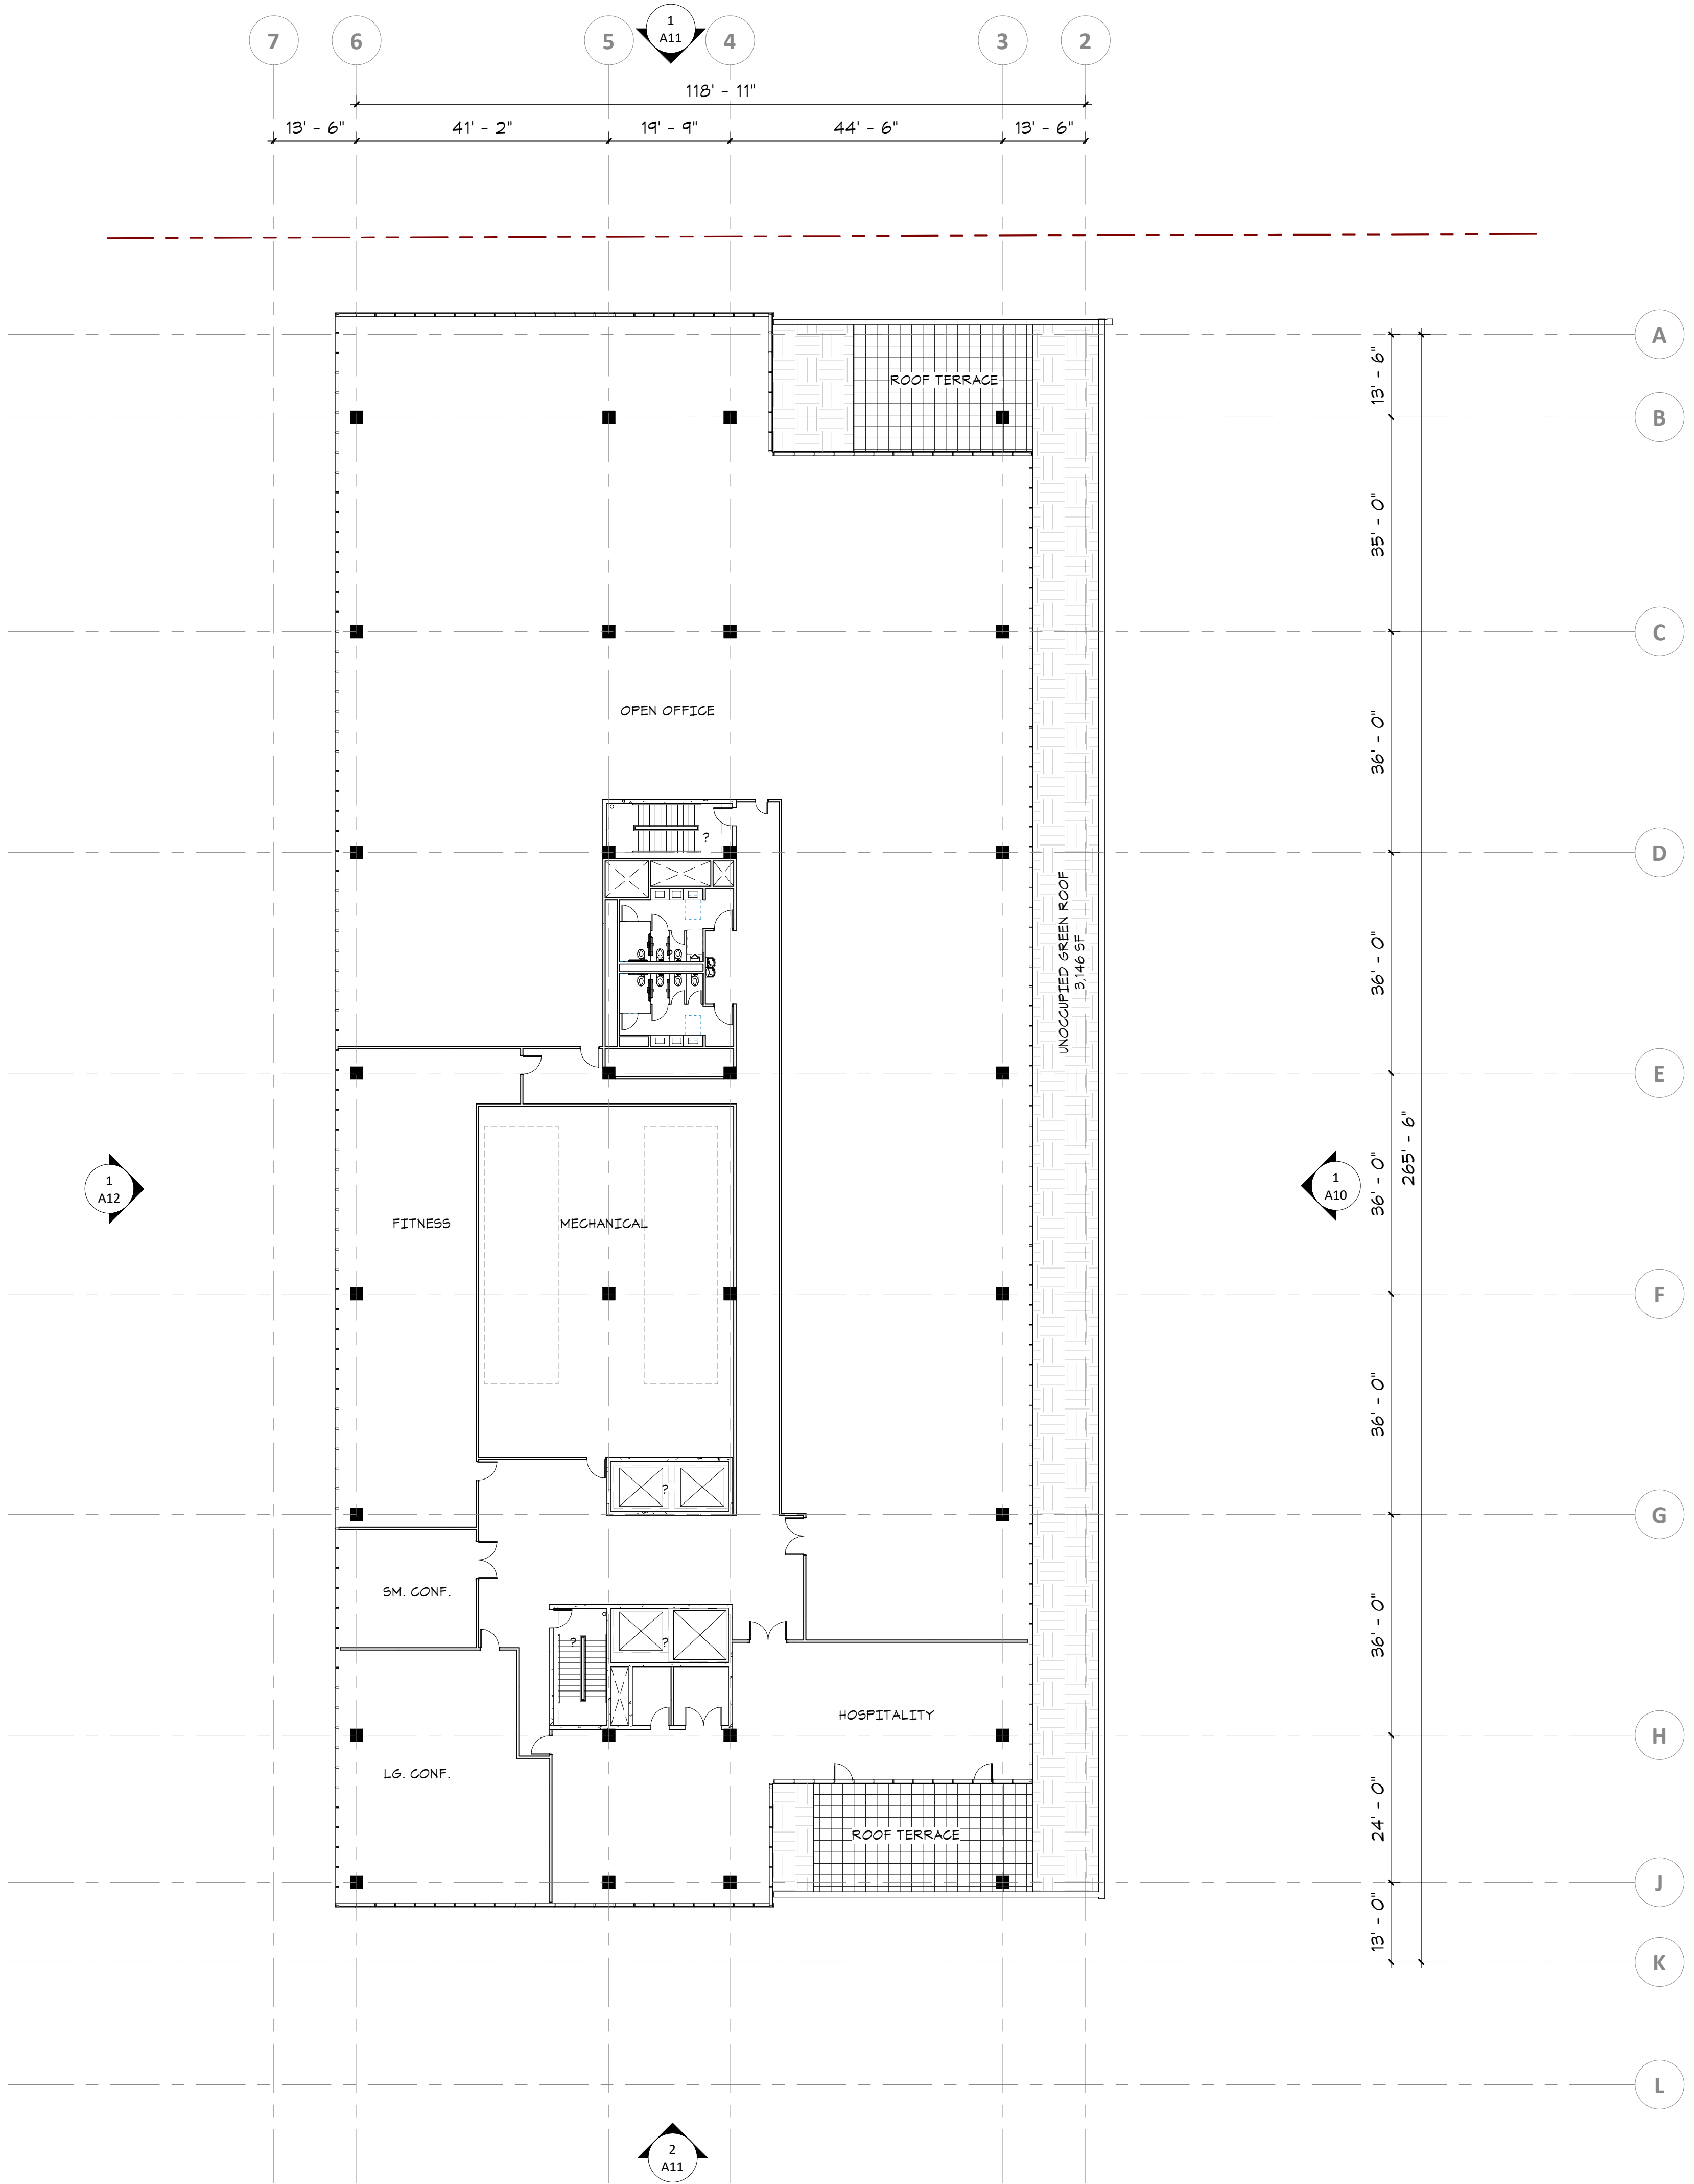 7
6
5
1
A11
4
3
2
118' - 11"
13' - 6"
41' - 2"
19' - 9"
44' - 6"
13' - 6"
A
13' - 6"
ROOF TERRACE
B
35' - 0"
C
OPEN OFFICE
36' - 0"
?
D
UNOCCUPIED GREEN ROOF
3,146 SF
36' - 0"
E
265' - 6"
1
A12
1
A10
36' - 0"
FITNESS
MECHANICAL
F
36' - 0"
?
G
SM. CONF.
36' - 0"
?
?
HOSPITALITY
H
LG. CONF.
24' - 0"
ROOF TERRACE
J
13' - 0"
K
L
2
A11